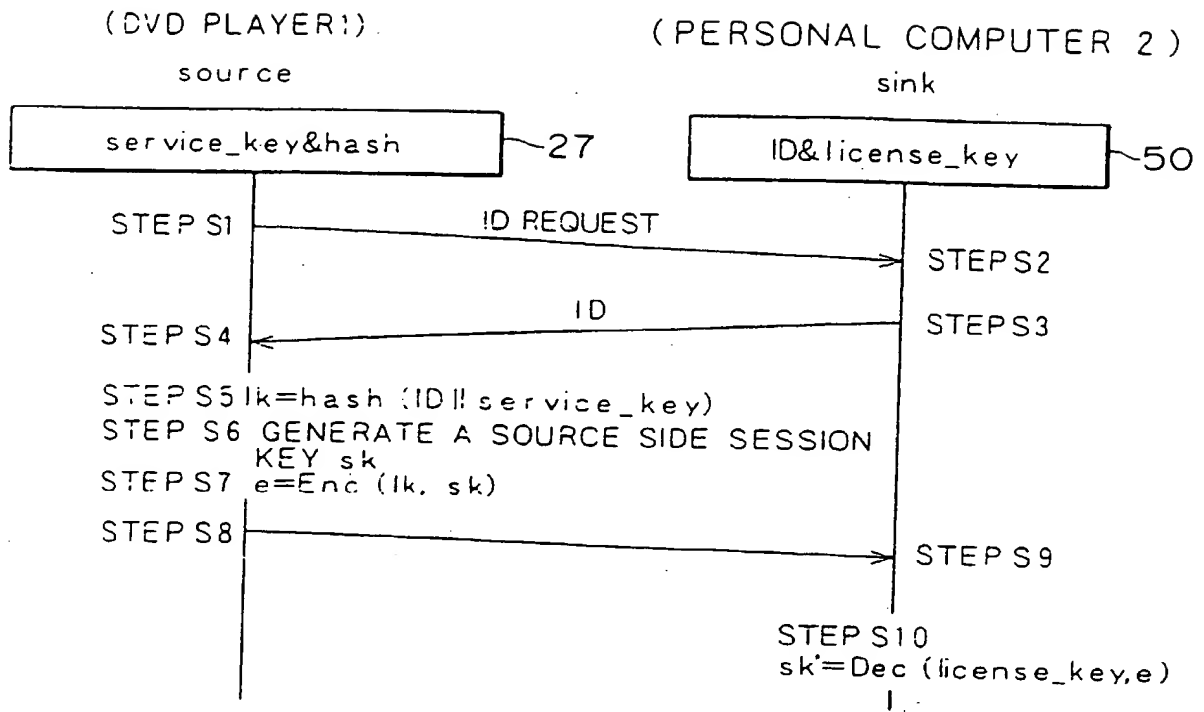 (DVD PLAYER1)
(PERSONAL COMPUTER 2)
source
sink
service_key&hash
27
ID&license_key
50
STEP S1
ID REQUEST
STEP S2
ID
STEP S3
STEP S4
STEP S5 lk=hash (ID||service_key)
STEP S6 GENERATE A SOURCE SIDE SESSION
KEY sk
STEP S7 e=Enc (lk, sk)
STEP S8
STEP S9
STEP S10
sk'=Dec (license_key,e)